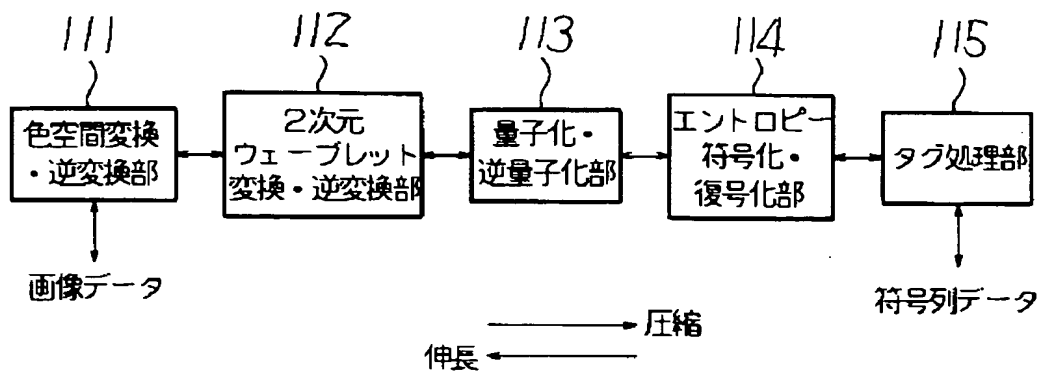 111
112
113
114
115
色空間変換
・逆変換部
2次元
ウェーブレット
変換・逆変換部
量子化・
逆量子化部
エントロピー
符号化・
復号化部
タグ処理部
画像データ
符号列データ
圧縮
伸長